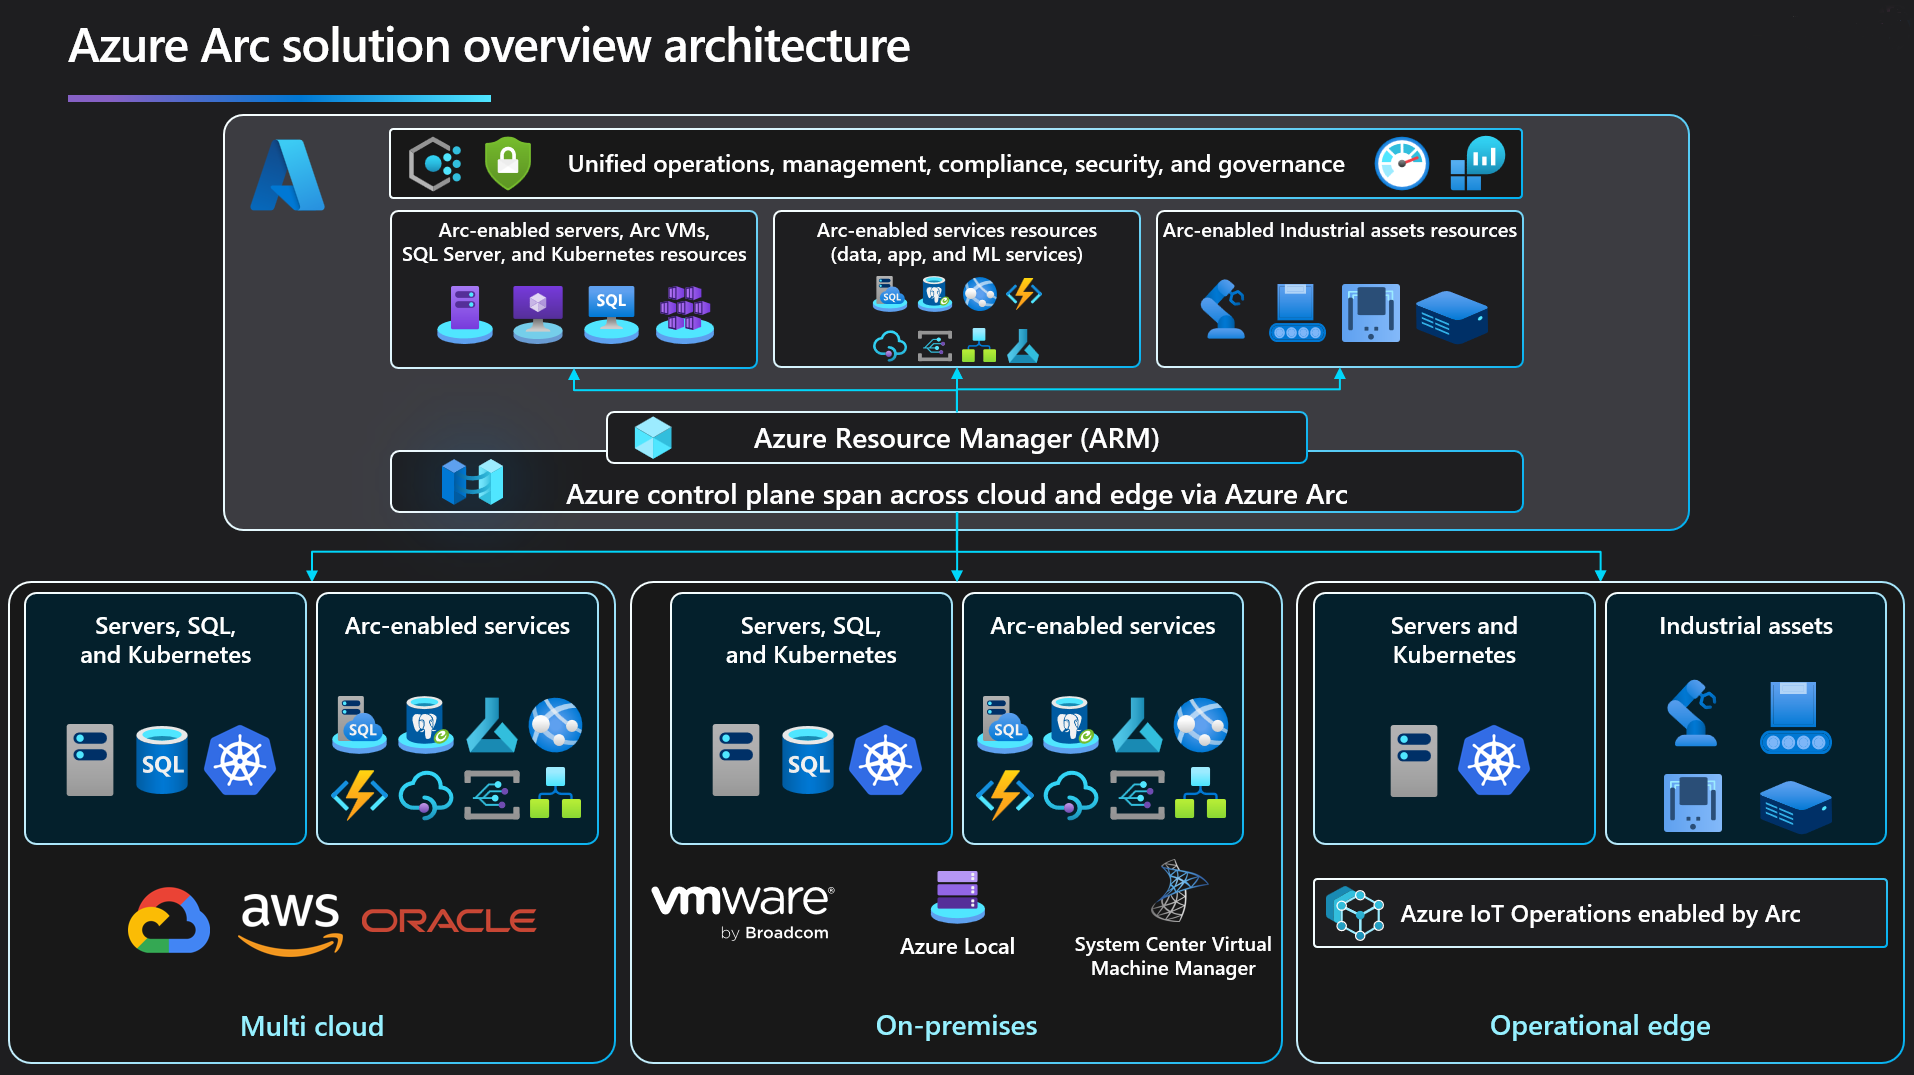 Azure Arc solution overview architecture
Unified operations, management, compliance, security, and governance
Arc-enabled servers, Arc VMs,
SQL Server, and Kubernetes resources
SQL
Arc-enabled services resources
(data, app, and ML services)
SQL
Arc-enabled Industrial assets resources
Azure Resource Manager (ARM)
Azure control plane span across cloud and edge via Azure Arc
Servers, SQL,
and Kubernetes
SQL
Arc-enabled services
SQL
aws
ORACLE
Multi cloud
Servers, SQL,
and Kubernetes
SQL
Arc-enabled services
SQL
vmware®
by Broadcom
Azure Local
System Center Virtual
Machine Manager
On-premises
Servers and
Kubernetes
Industrial assets
Azure IoT Operations enabled by Arc
Operational edge